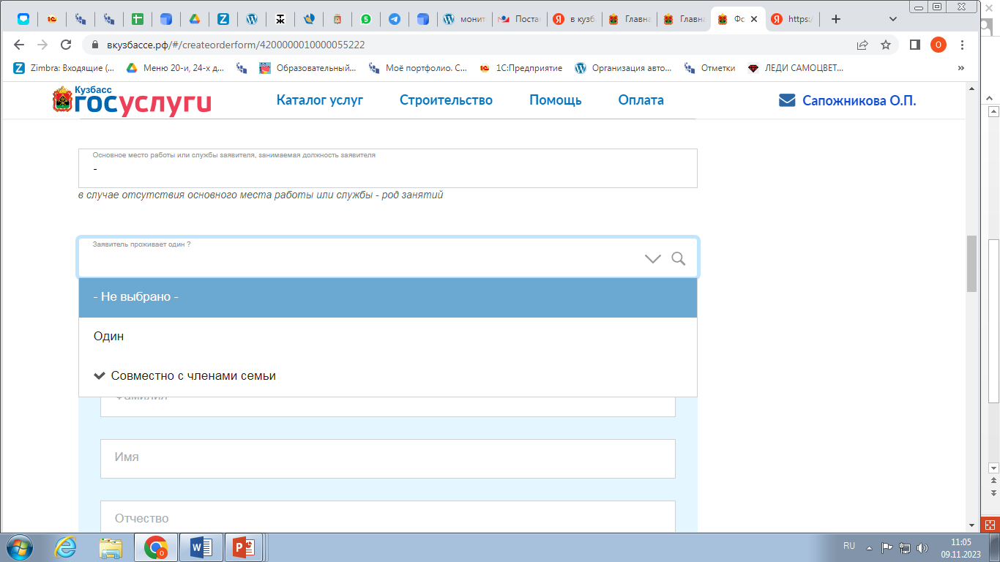 монит
Поста
в кузб
Главна
Главна
Фо
https:/
вкузбассе.рф/#/createorderform/4200000010000055222
Zimbra: Входящие (...
Меню 20-и, 24-х д...
Образовательный...
Моё портфолио. С...
1С:Предприятие
Организация авто...
Отметки
ЛЕДИ САМОЦВЕТ...
»
Кузбасс
госуслуги
Каталог услуг
Строительство
Помощь
Оплата
Сапожникова О.П.
Основное место работы или службы заявителя, занимаемая должность заявителя
-
в случае отсутствия основного места работы или службы - род занятий
Заявитель проживает один ?
- Не выбрано -
Один
Совместно с членами семьи
Фамилия
Имя
Отчество
RU
11:05
09.11.2023